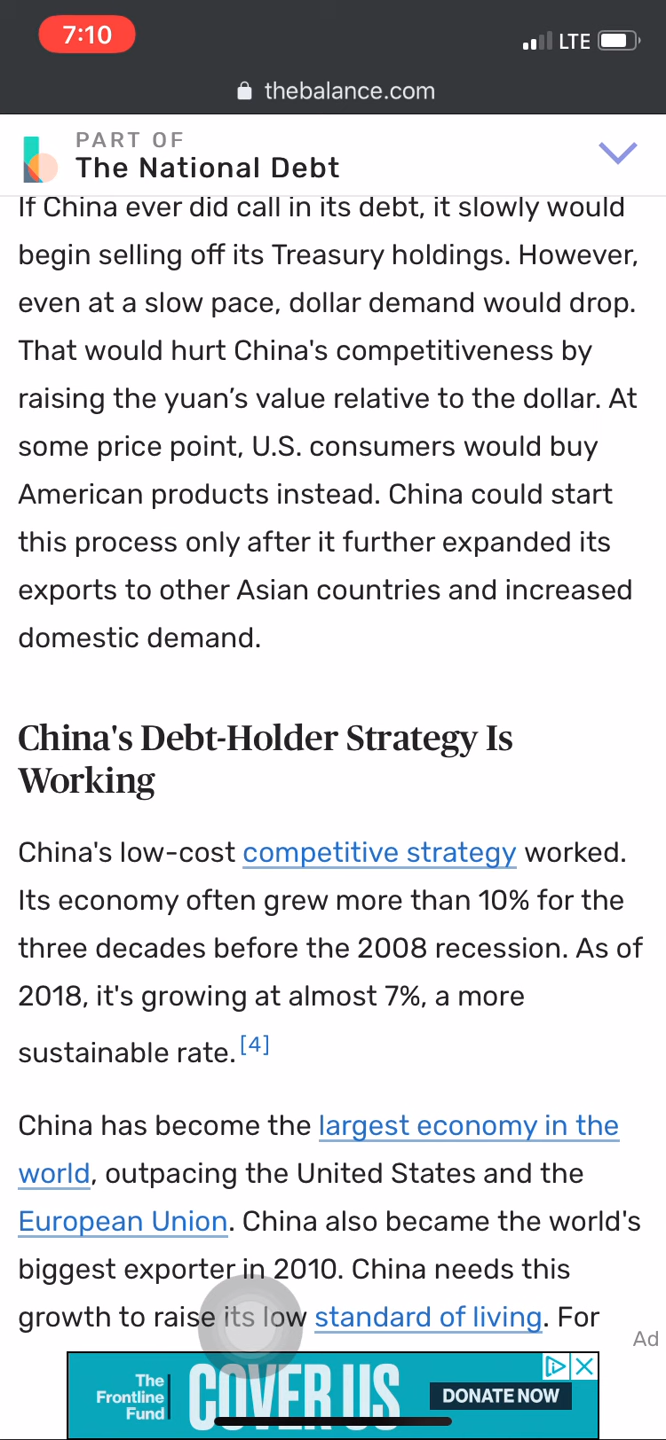 7:10
LTE
thebalance.com
PART OF
The National Debt
If China ever did call in its debt, it slowly would
begin selling off its Treasury holdings. However,
even at a slow pace, dollar demand would drop.
That would hurt China's competitiveness by
raising the yuan’s value relative to the dollar. At
some price point, U.S. consumers would buy
American products instead. China could start
this process only after it further expanded its
exports to other Asian countries and increased
domestic demand.
China's Debt-Holder Strategy Is
Working
China's low-cost competitive strategy worked.
Its economy often grew more than 10% for the
three decades before the 2008 recession. As of
2018, it's growing at almost 7%, a more
sustainable rate. [4]
China has become the largest economy in the
world, outpacing the United States and the
European Union. China also became the world's
biggest exporter in 2010. China needs this
growth to raise its low standard of living. For
Ad
The
Frontline
Fund
COVER US
DONATE NOW